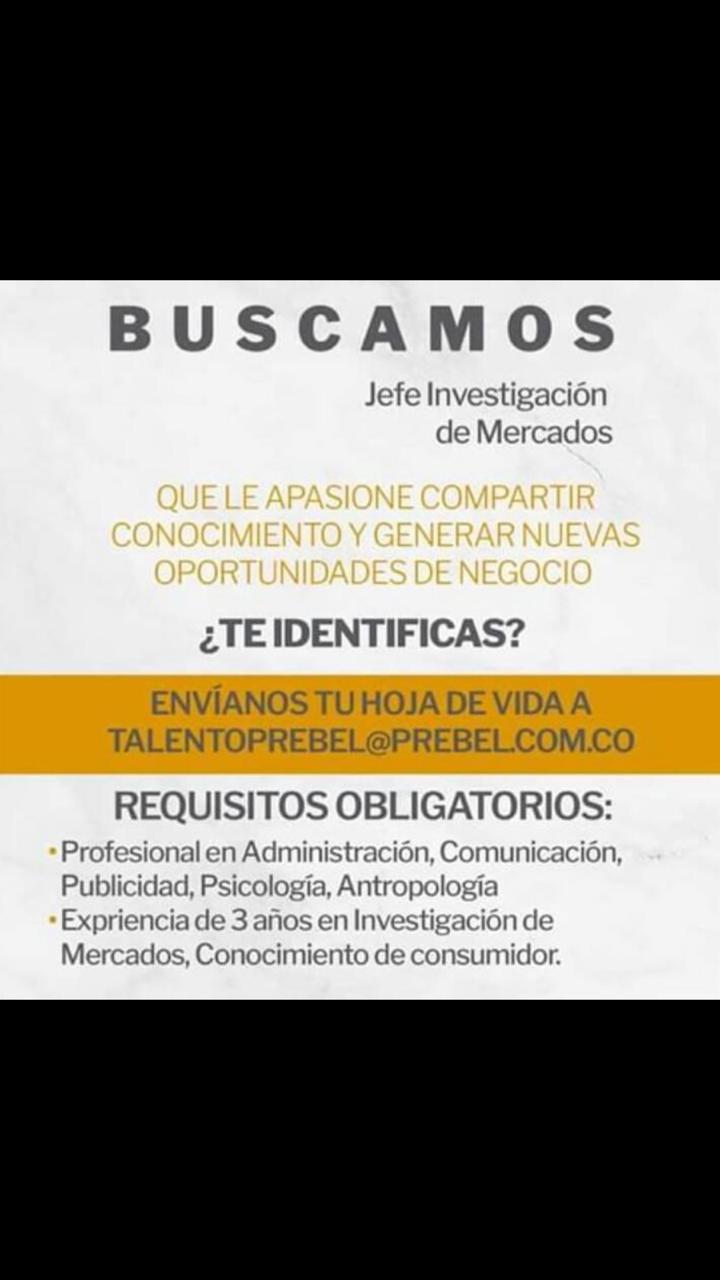 BUSCAMOS
Jefe Investigación
de Mercados
QUE LE APASIONE COMPARTIR
CONOCIMIENTO Y GENERAR NUEVAS
OPORTUNIDADES DE NEGOCIO
¿TE IDENTIFICAS?
ENVÍANOS TU HOJA DE VIDA A
TALENTOPREBEL@PREBEL.COM.CO
REQUISITOS OBLIGATORIOS:
• Profesional en Administración, Comunicación,
Publicidad, Psicología, Antropología
• Expriencia de 3 años en Investigación de
Mercados, Conocimiento de consumidor.